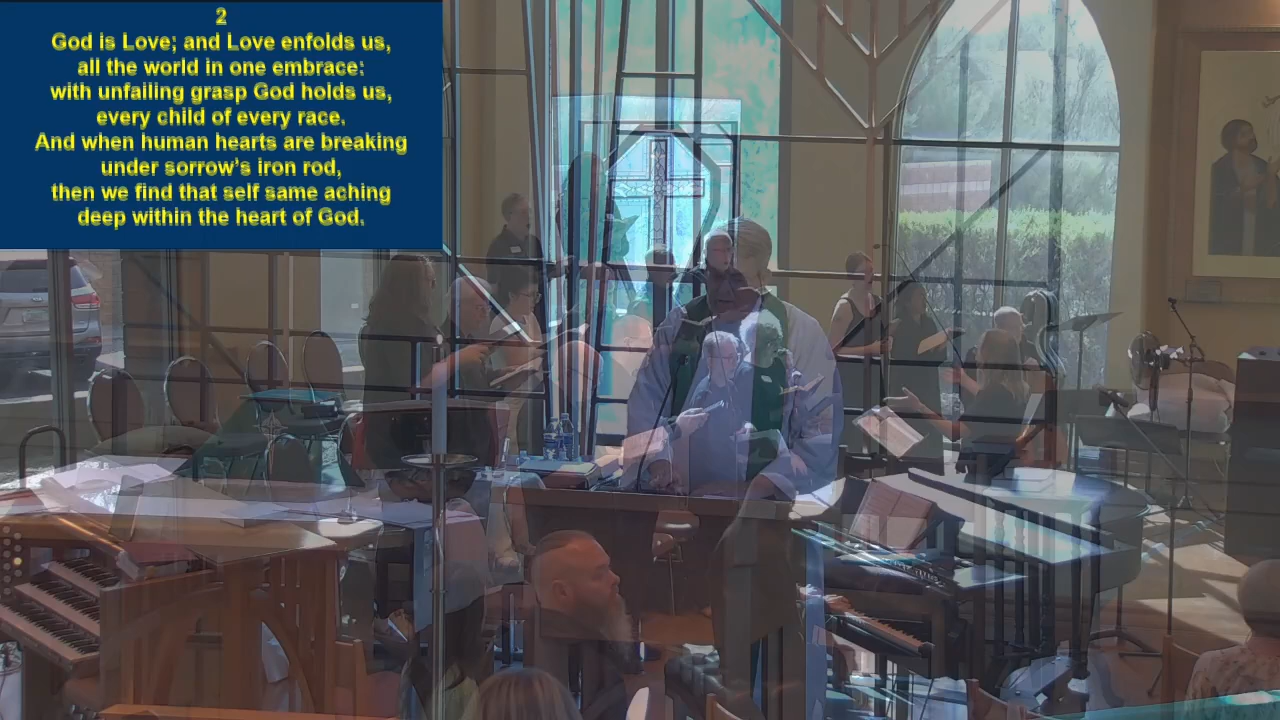 2
God is Love; and Love enfolds us,
all the world in one embrace:
with unfailing grasp God holds us,
every child of every race.
And when human hearts are breaking
under sorrow's iron rod,
then we find that self same aching
deep within the heart of God.